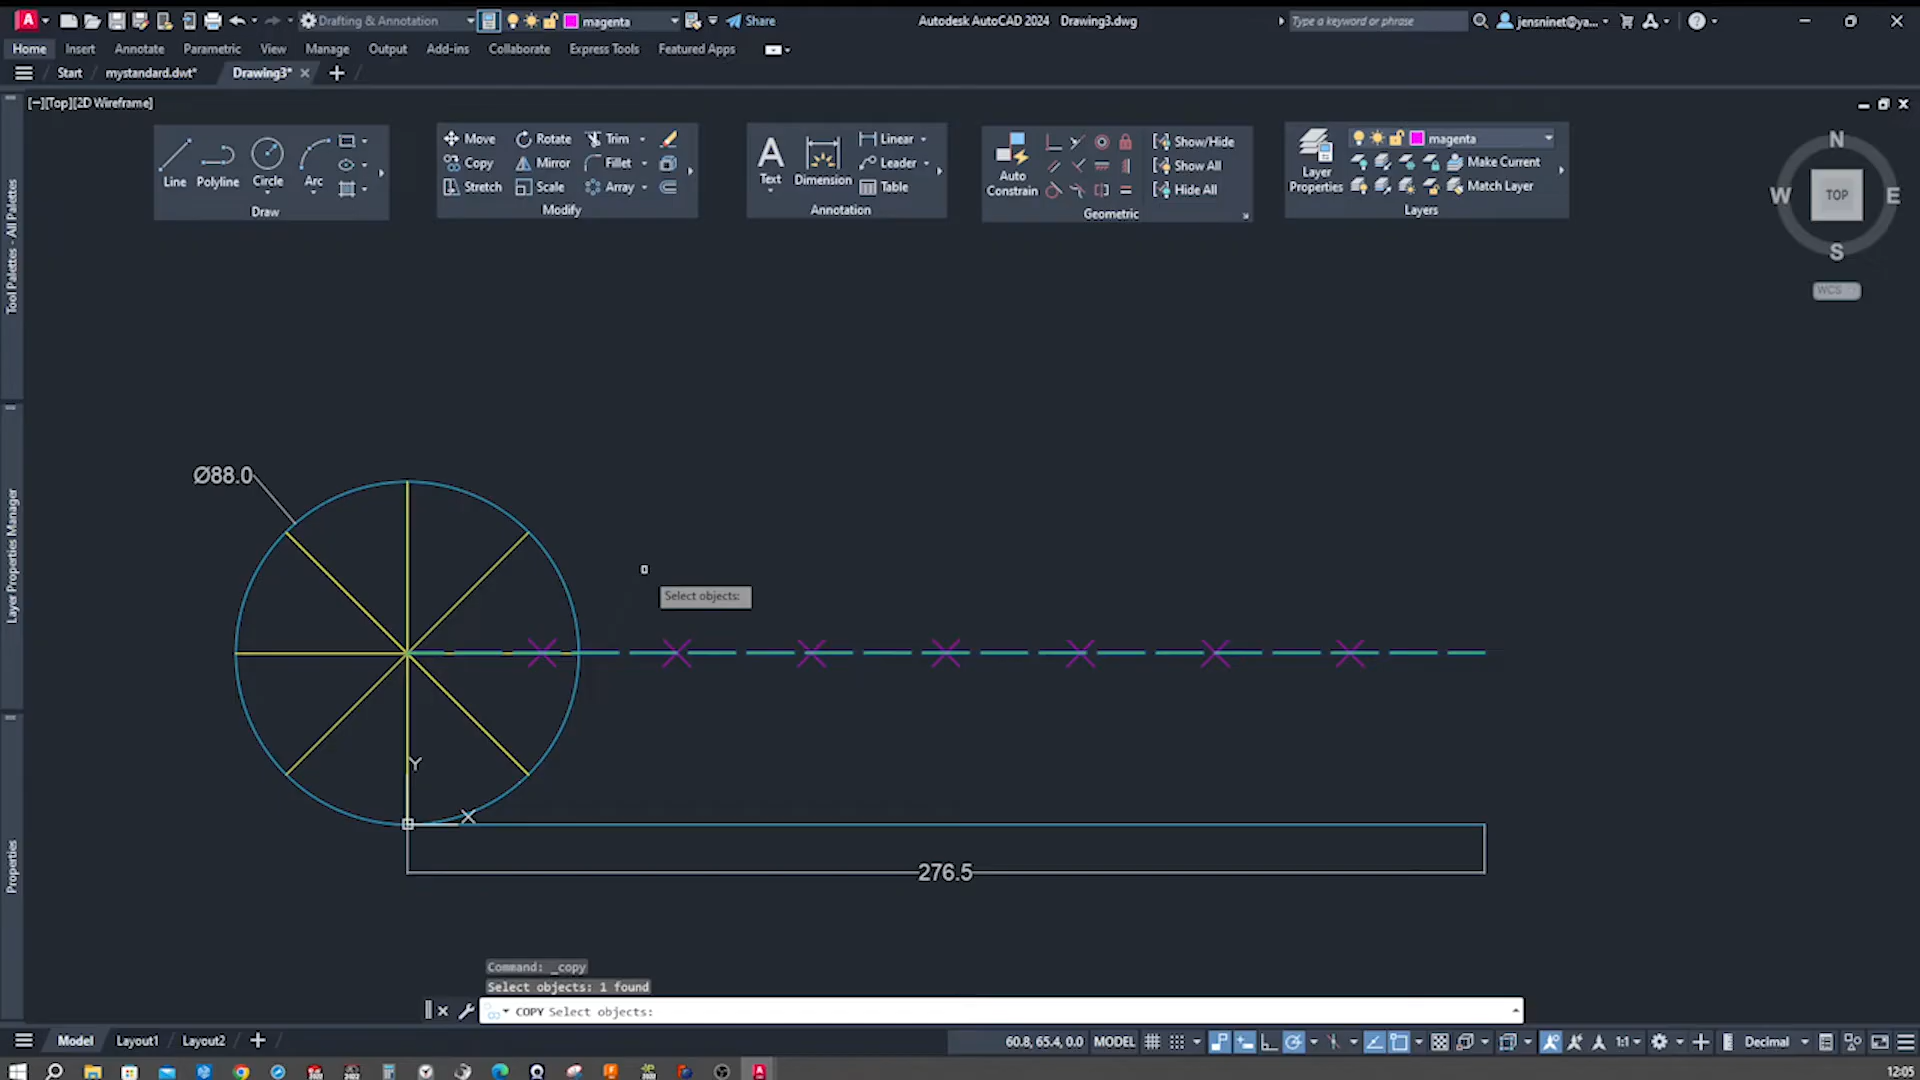 Drafting & Annotation magenta Share Autodesk AutoCAD 2024 Drawing3.dwg Type a keyword or phrase jensninet@ya...
Home Insert Annotate Parametric View Manage Output Add-ins Collaborate Express Tools Featured Apps
Start mystandard.dwt* Drawing3*
[−][Top][2D Wireframe]
Line Polyline Circle Arc
Draw
Move Rotate Trim
Copy Mirror Fillet
Stretch Scale Array
Modify
Text Dimension
Linear
Leader
Table
Annotation
Auto Constrain
Show/Hide
Show All
Hide All
Geometric
Layer Properties
magenta
Make Current
Match Layer
Layers
N
W TOP E
S
WCS
Tool Palettes - All Palettes
Layer Properties Manager
Properties
Ø88.0
Select objects:
Y
X
276.5
Command: _copy
Select objects: 1 found
COPY Select objects:
Model Layout1 Layout2
60.8, 65.4, 0.0 MODEL 1:1 Decimal
12:05